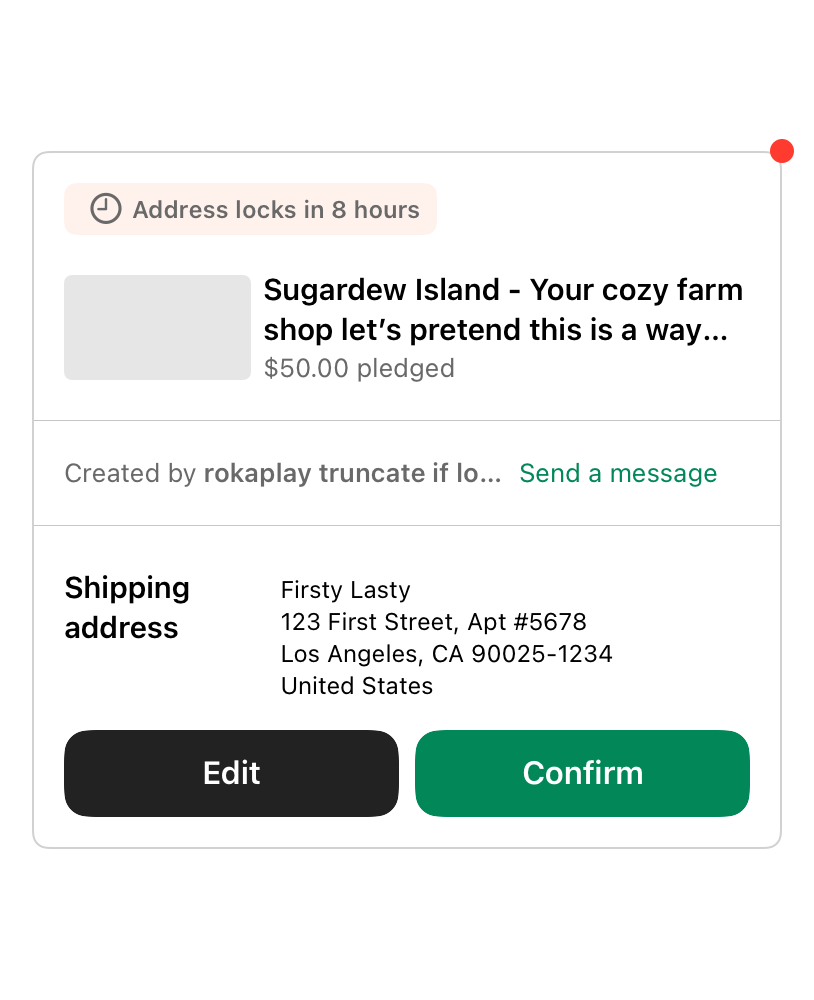 Address locks in 8 hours
Sugardew Island - Your cozy farm
shop let’s pretend this is a way...
$50.00 pledged
Created by rokaplay truncate if lo... Send a message
Shipping
address
Firsty Lasty
123 First Street, Apt #5678
Los Angeles, CA 90025-1234
United States
Edit
Confirm